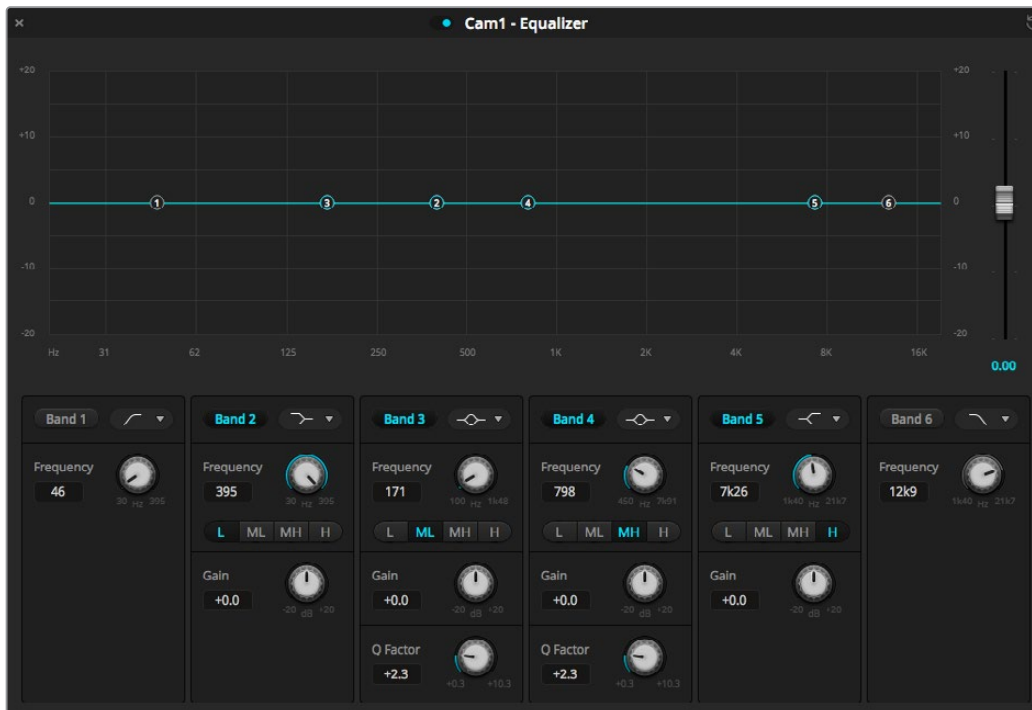 Cam1 - Equalizer
+20 +20
+10 +10
0 1 3 2 4 5 6 0
-10 -10
-20 -20
Hz 31 62 125 250 500 1K 2K 4K 8K 16K
0.00
Band 1 Band 2 Band 3 Band 4 Band 5 Band 6
Frequency Frequency Frequency Frequency Frequency Frequency
46 395 171 798 7k26 12k9
30 Hz 395 30 Hz 395 100 Hz 1k48 450 Hz 7k91 1k40 Hz 21k7 1k40 Hz 21k7
L ML MH H L ML MH H L ML MH H L ML MH H
Gain Gain Gain Gain
+0.0 +0.0 +0.0 +0.0
-20 dB +20 -20 dB +20 -20 dB +20 -20 dB +20
Q Factor Q Factor
+2.3 +2.3
+0.3 +10.3 +0.3 +10.3